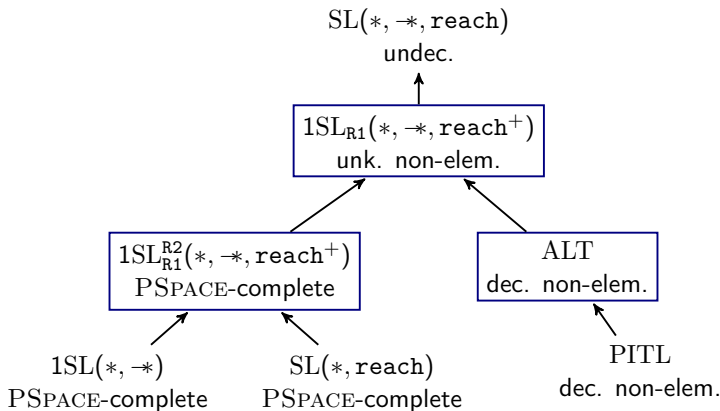 SL(∗, −∗, reach)
undec.
1SL_R1(∗, −∗, reach⁺)
unk. non-elem.
1SL^R2_R1(∗, −∗, reach⁺)
PSPACE-complete
ALT
dec. non-elem.
1SL(∗, −∗)
PSPACE-complete
SL(∗, reach)
PSPACE-complete
PITL
dec. non-elem.